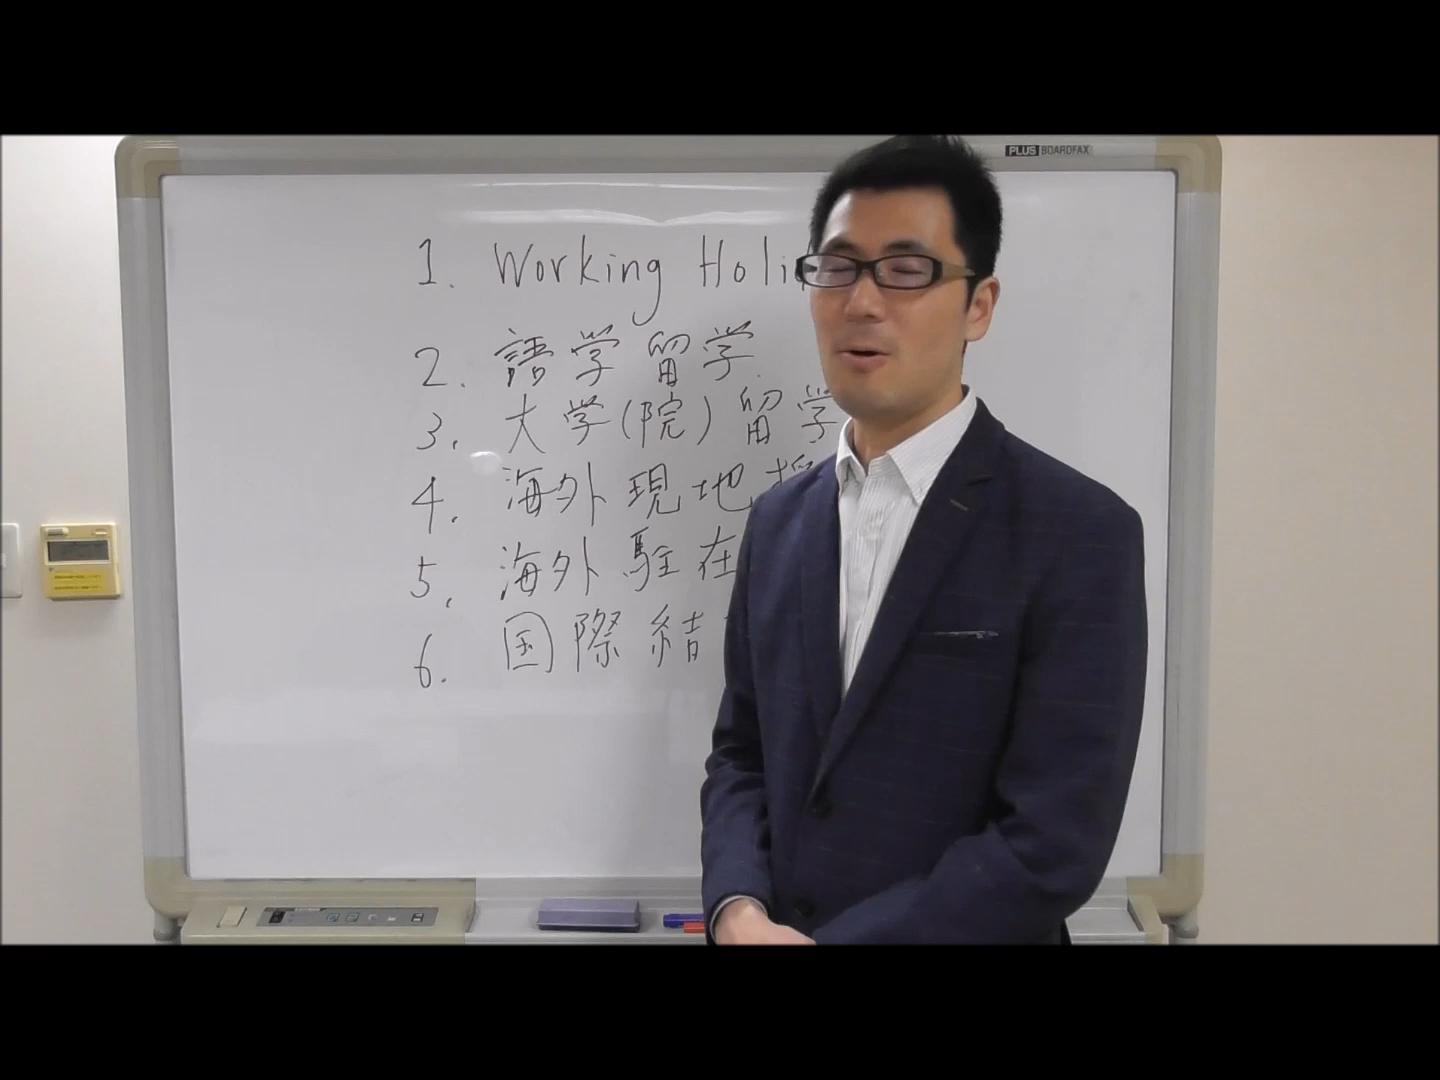 PLUS BOARDFAX
1. Working
2. 語学留学
3. 大学(院)留学
4. 海外現地
5. 海外駐在
6. 国際結